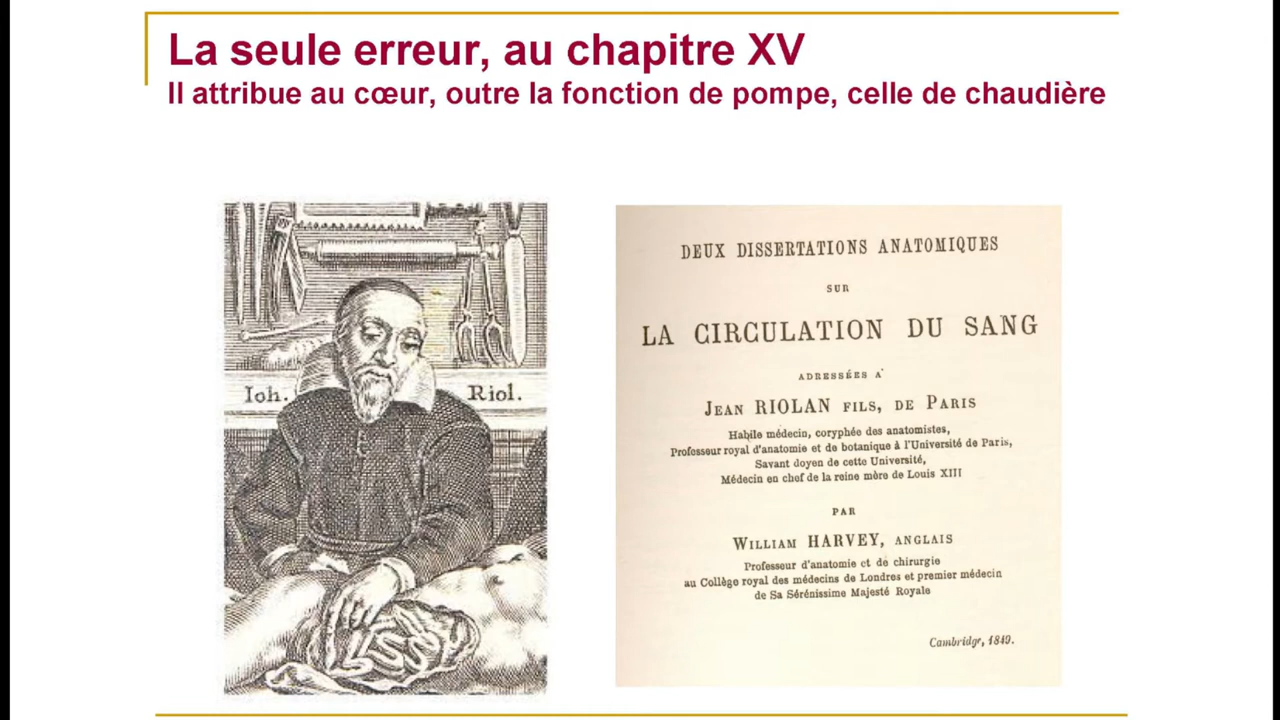 La seule erreur, au chapitre XV
Il attribue au cœur, outre la fonction de pompe, celle de chaudière
Ioh. Riol.
DEUX DISSERTATIONS ANATOMIQUES
SUR
LA CIRCULATION DU SANG
ADRESSÉES A
JEAN RIOLAN FILS, DE PARIS
Habile médecin, coryphée des anatomistes,
Professeur royal d'anatomie et de botanique à l'Université de Paris,
Savant doyen de cette Université,
Médecin en chef de la reine mère de Louis XIII
PAR
WILLIAM HARVEY, ANGLAIS
Professeur d'anatomie et de chirurgie
au Collège royal des médecins de Londres et premier médecin
de Sa Sérénissime Majesté Royale
Cambridge, 1849.